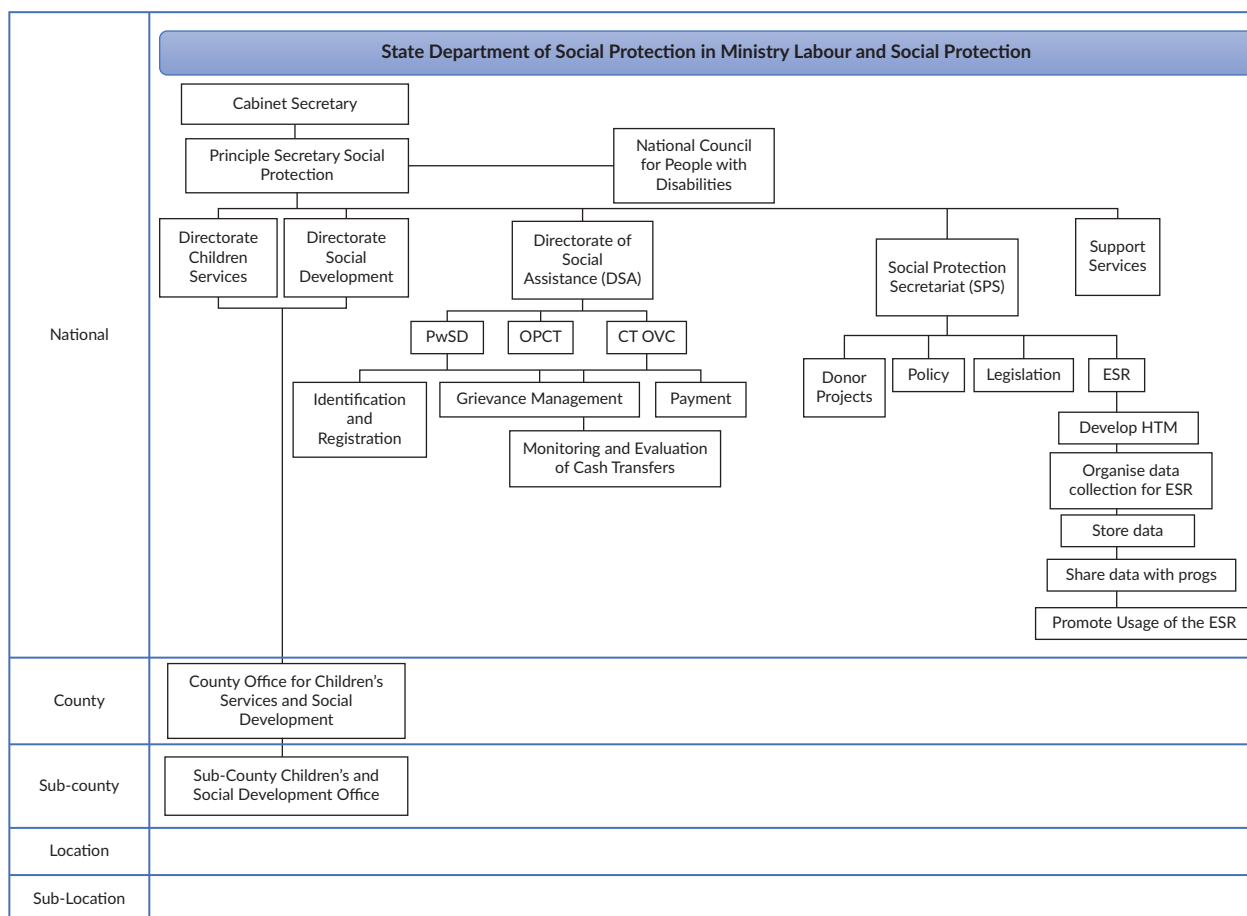 State Department of Social Protection in Ministry Labour and Social Protection
National
Cabinet Secretary
Principle Secretary Social
Protection
National Council
for People with
Disabilities
Directorate
Children
Services
Directorate
Social
Development
Directorate of
Social
Assistance (DSA)
Social Protection
Secretariat (SPS)
Support
Services
PwSD
OPCT
CT OVC
Identification
and
Registration
Grievance Management
Payment
Monitoring and Evaluation
of Cash Transfers
Donor
Projects
Policy
Legislation
ESR
Develop HTM
Organise data
collection for ESR
Store data
Share data with progs
Promote Usage of the ESR
County
County Office for Children's
Services and Social
Development
Sub-county
Sub-County Children's and
Social Development Office
Location
Sub-Location